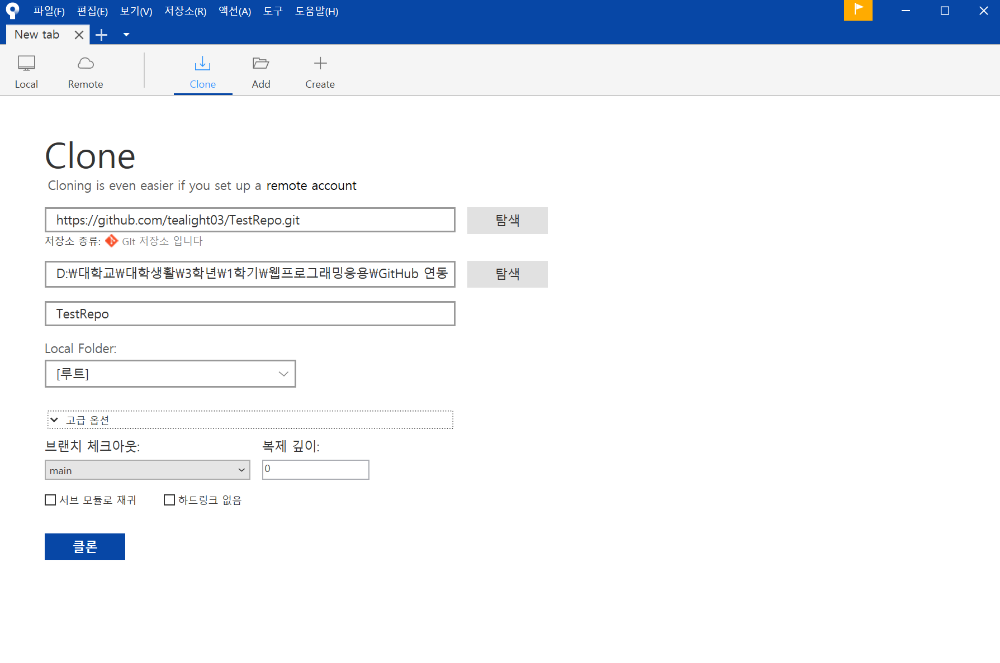 파일(F) 편집(E) 보기(V) 저장소(R) 액션(A) 도구 도움말(H)
New tab
Local Remote Clone Add Create
Clone
Cloning is even easier if you set up a remote account
https://github.com/tealight03/TestRepo.git 탐색
저장소 종류: GIt 저장소 입니다
D:₩대학교₩대학생활₩3학년₩1학기₩웹프로그래밍응용₩GitHub 연동 탐색
TestRepo
Local Folder:
[루트]
고급 옵션
브랜치 체크아웃: 복제 깊이:
main 0
서브 모듈로 재귀 하드링크 없음
클론